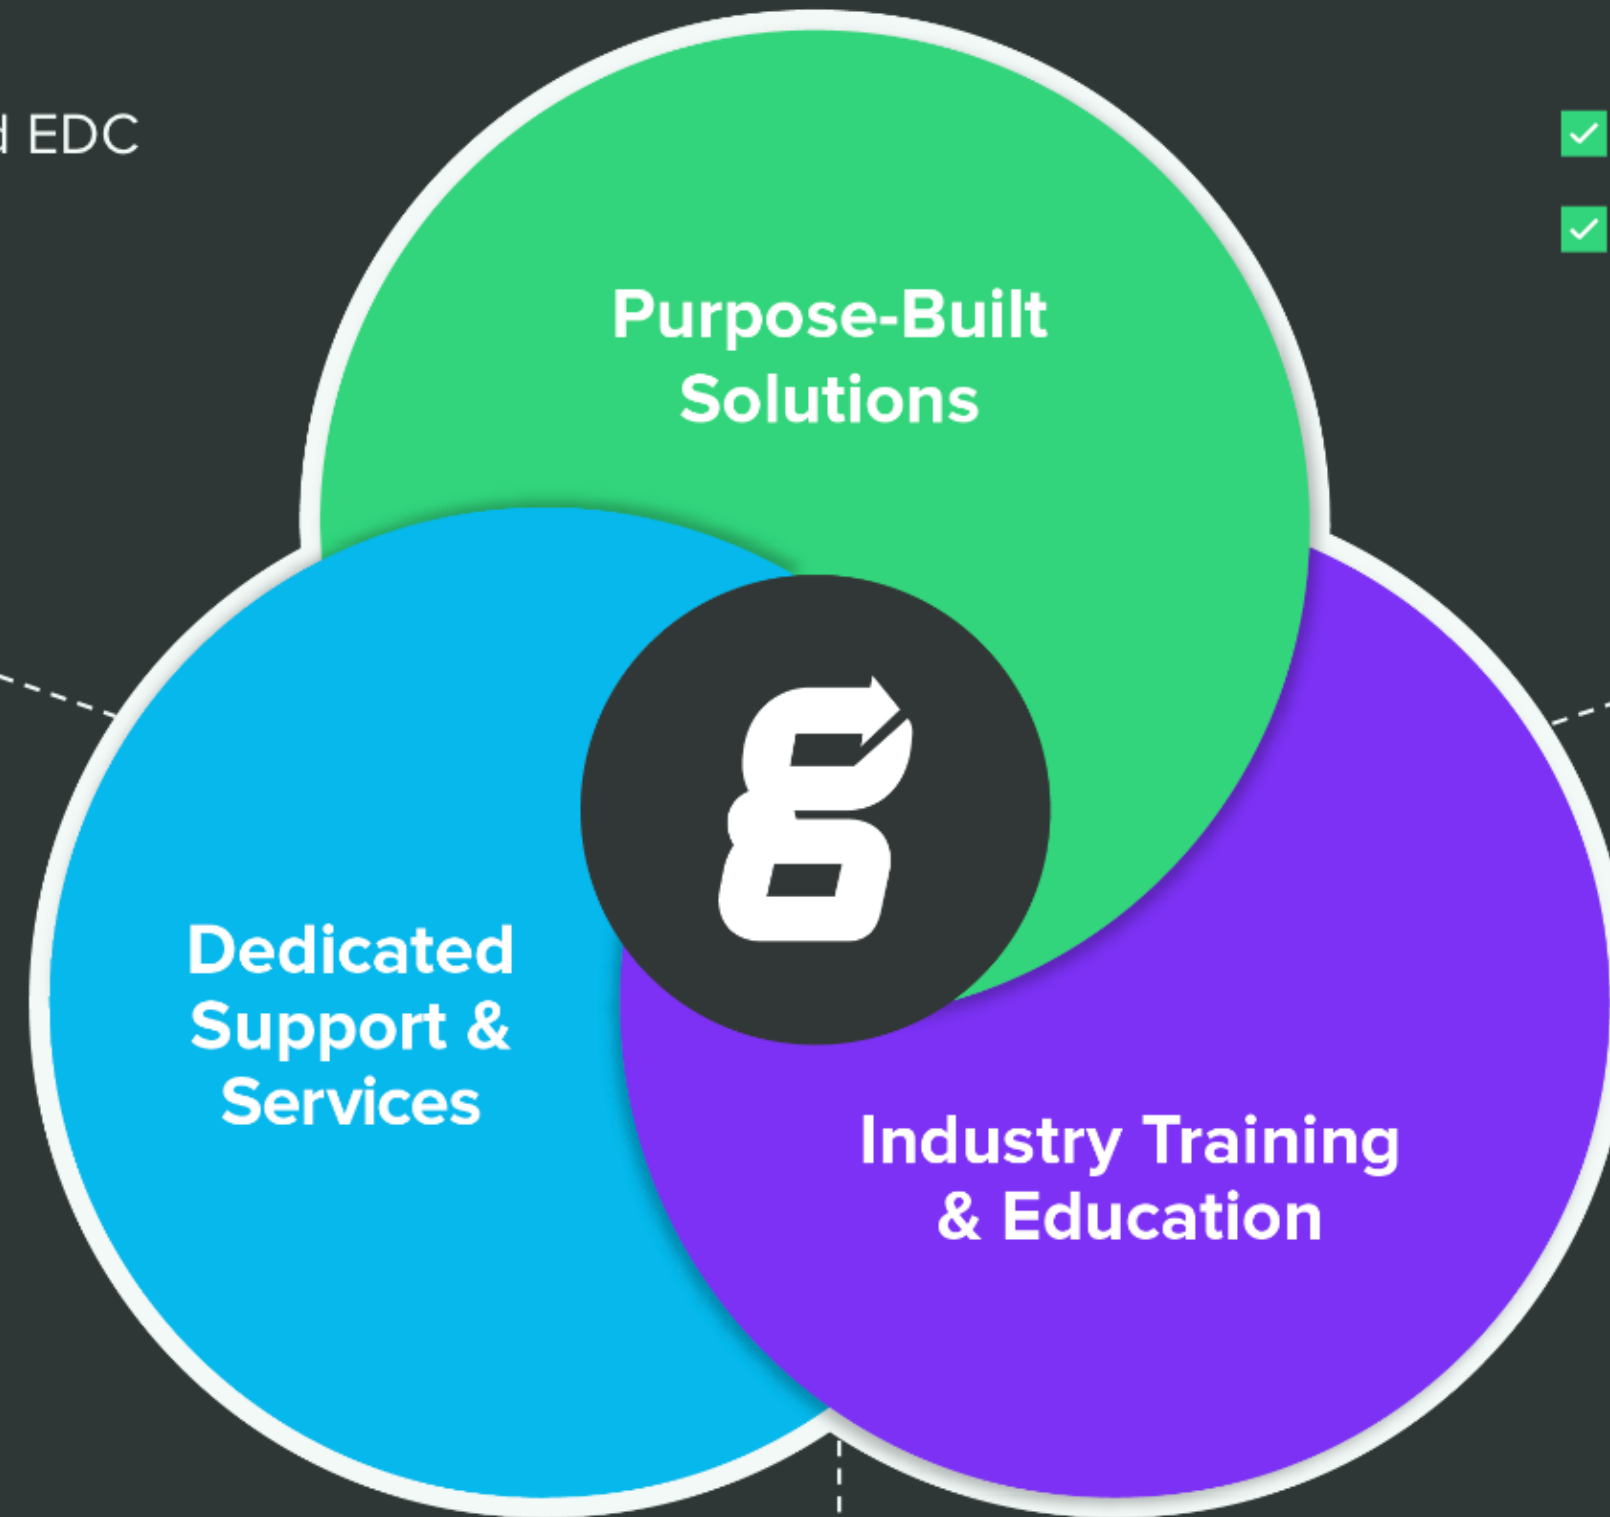 EDC
Purpose-Built
Solutions
Dedicated
Support &
Services
Industry Training
& Education